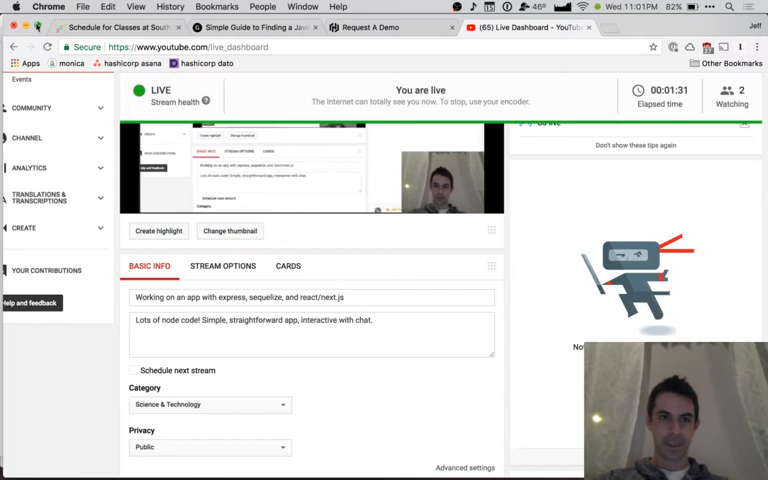 Chrome File Edit View History Bookmarks People Window Help 46° Wed Nov 1 11:01PM 82%
Schedule for Classes at South Simple Guide to Finding a Java Request A Demo (65) Live Dashboard - YouTube Jeff
Secure https://www.youtube.com/live_dashboard
Apps monica hashicorp asana hashicorp dato Other Bookmarks
Events
COMMUNITY
CHANNEL
ANALYTICS
TRANSLATIONS &
TRANSCRIPTIONS
CREATE
YOUR CONTRIBUTIONS
Help and feedback
LIVE
Stream health
You are live
The Internet can totally see you now. To stop, use your encoder.
00:01:31
Elapsed time
2
Watching
Don't show these tips again
Create highlight Change thumbnail
BASIC INFO STREAM OPTIONS CARDS
Working on an app with express, sequelize, and react/next.js
Lots of node code! Simple, straightforward app, interactive with chat.
Schedule next stream
Category
Science & Technology
Privacy
Public
Advanced settings